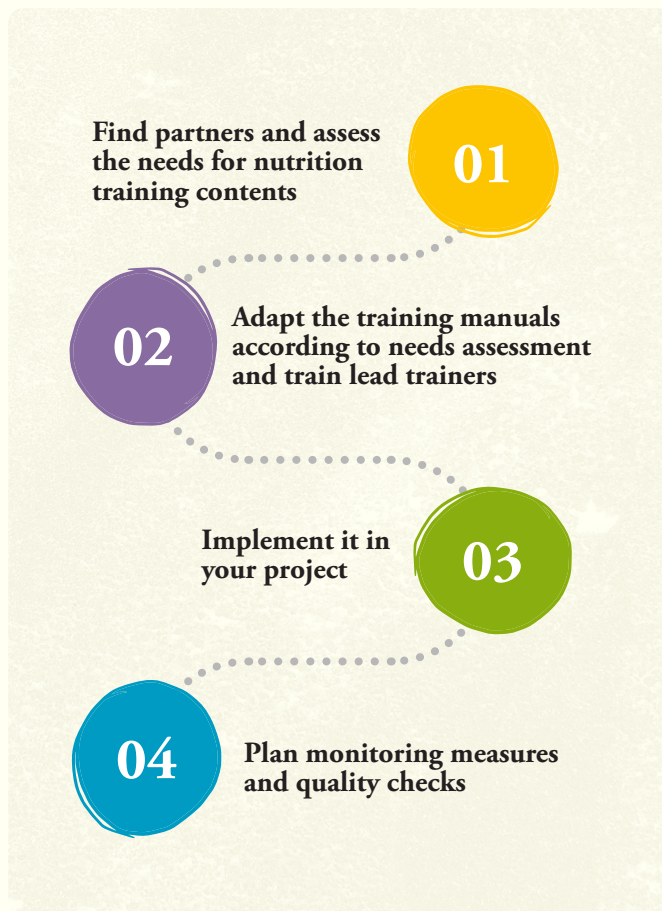 Find partners and assess
the needs for nutrition
training contents
01
02
Adapt the training manuals
according to needs assessment
and train lead trainers
Implement it in
your project
03
04
Plan monitoring measures
and quality checks